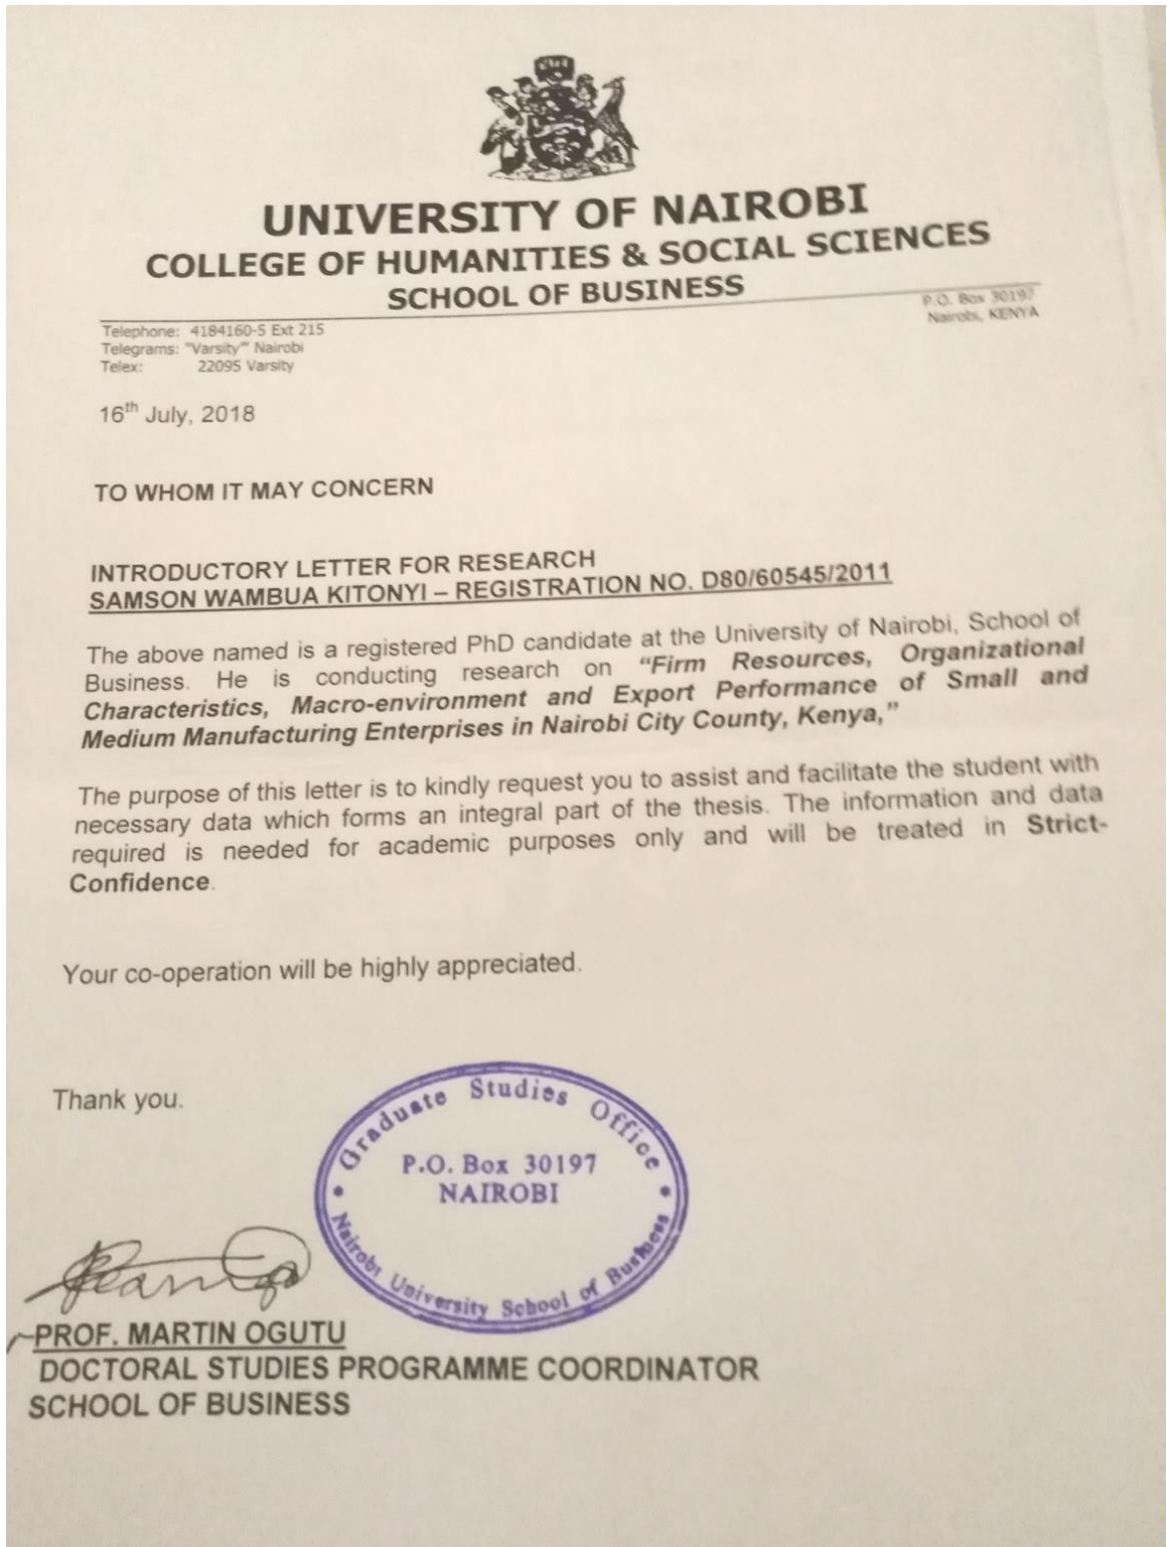 UNIVERSITY OF NAIROBI
COLLEGE OF HUMANITIES & SOCIAL SCIENCES
SCHOOL OF BUSINESS
Telephone: 4184160-5 Ext 215
Telegrams: "Varsity" Nairobi
Telex: 22095 Varsity
P.O. Box 30197
Nairobi, KENYA
16th July, 2018
TO WHOM IT MAY CONCERN
INTRODUCTORY LETTER FOR RESEARCH
SAMSON WAMBUA KITONYI – REGISTRATION NO. D80/60545/2011
The above named is a registered PhD candidate at the University of Nairobi, School of
Business. He is conducting research on "Firm Resources, Organizational
Characteristics, Macro-environment and Export Performance of Small and
Medium Manufacturing Enterprises in Nairobi City County, Kenya,"
The purpose of this letter is to kindly request you to assist and facilitate the student with
necessary data which forms an integral part of the thesis. The information and data
required is needed for academic purposes only and will be treated in Strict-
Confidence.
Your co-operation will be highly appreciated.
Thank you.
Graduate Studies Office
P.O. Box 30197
NAIROBI
Nairobi University School of Business
PROF. MARTIN OGUTU
DOCTORAL STUDIES PROGRAMME COORDINATOR
SCHOOL OF BUSINESS